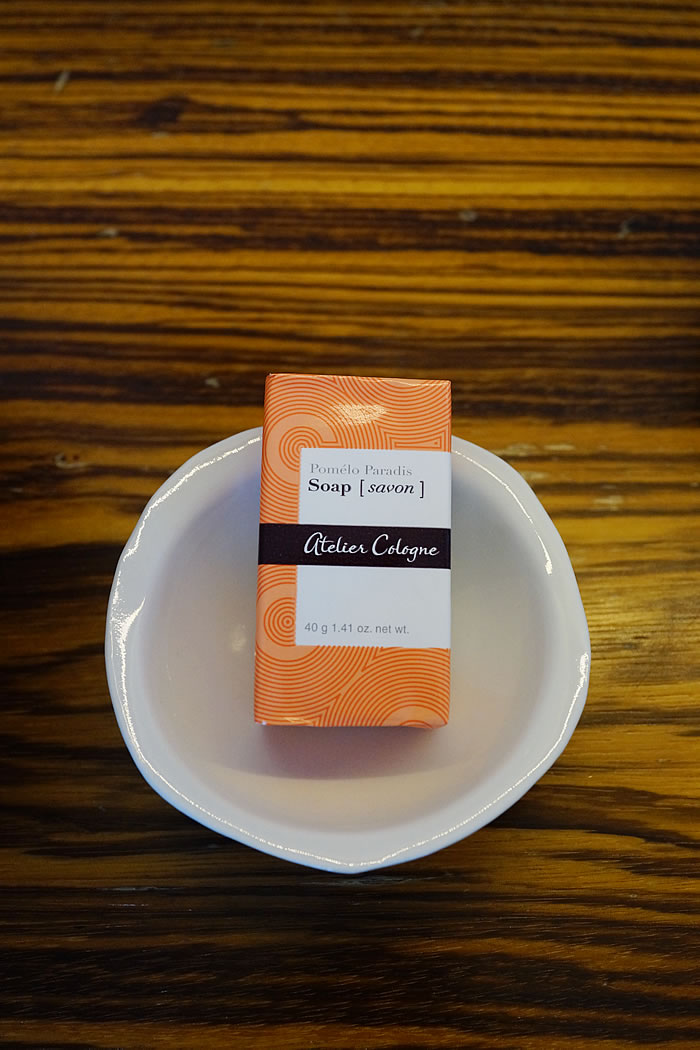 Pomélo Paradis
Soap [ savon ]
Atelier Cologne
40 g 1.41 oz. net wt.